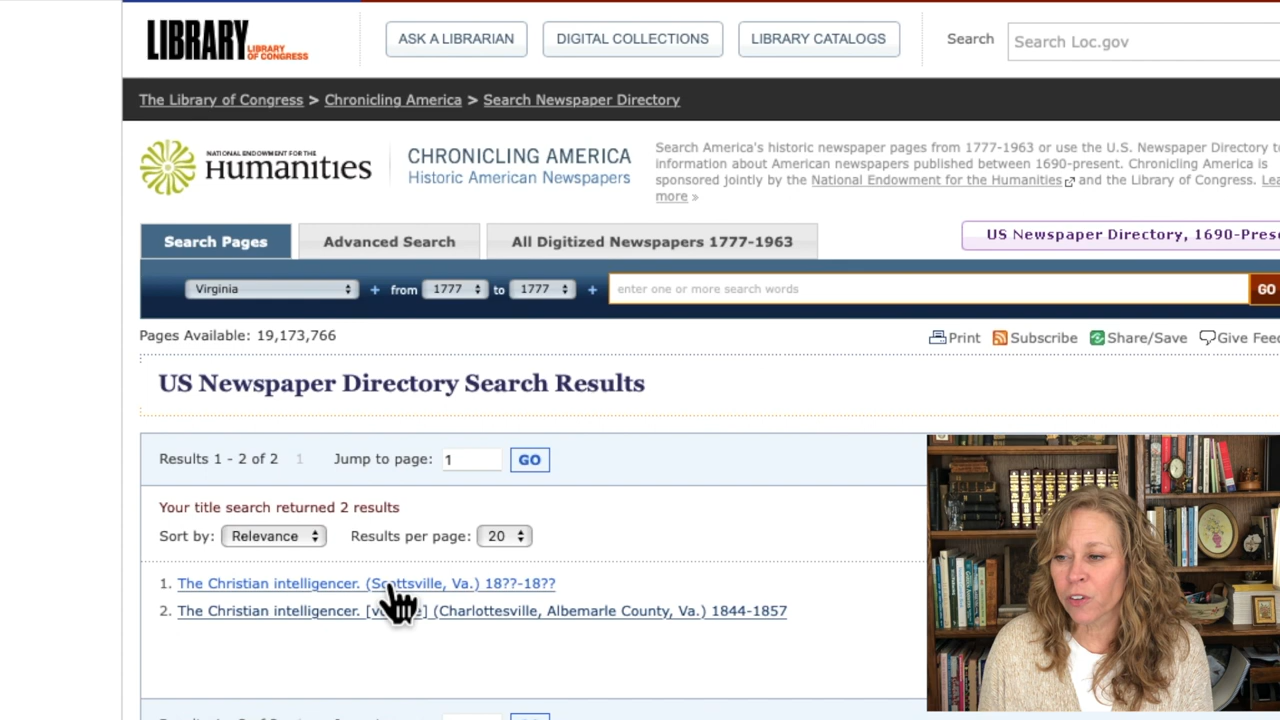 LIBRARY
LIBRARY
OF CONGRESS
ASK A LIBRARIAN
DIGITAL COLLECTIONS
LIBRARY CATALOGS
Search
Search Loc.gov
The Library of Congress > Chronicling America > Search Newspaper Directory
NATIONAL ENDOWMENT FOR THE
Humanities
CHRONICLING AMERICA
Historic American Newspapers
Search America's historic newspaper pages from 1777-1963 or use the U.S. Newspaper Directory to
information about American newspapers published between 1690-present. Chronicling America is
sponsored jointly by the National Endowment for the Humanities and the Library of Congress.
more »
Search Pages
Advanced Search
All Digitized Newspapers 1777-1963
US Newspaper Directory, 1690-
Virginia + from 1777 to 1777 + enter one or more search words GO
Pages Available: 19,173,766
Print
Subscribe
Share/Save
Give
US Newspaper Directory Search Results
Results 1 - 2 of 2 1 Jump to page: 1 GO
Your title search returned 2 results
Sort by: Relevance Results per page: 20
1. The Christian intelligencer. (Scottsville, Va.) 18??-18??
2. The Christian intelligencer. (Charlottesville, Albemarle County, Va.) 1844-1857